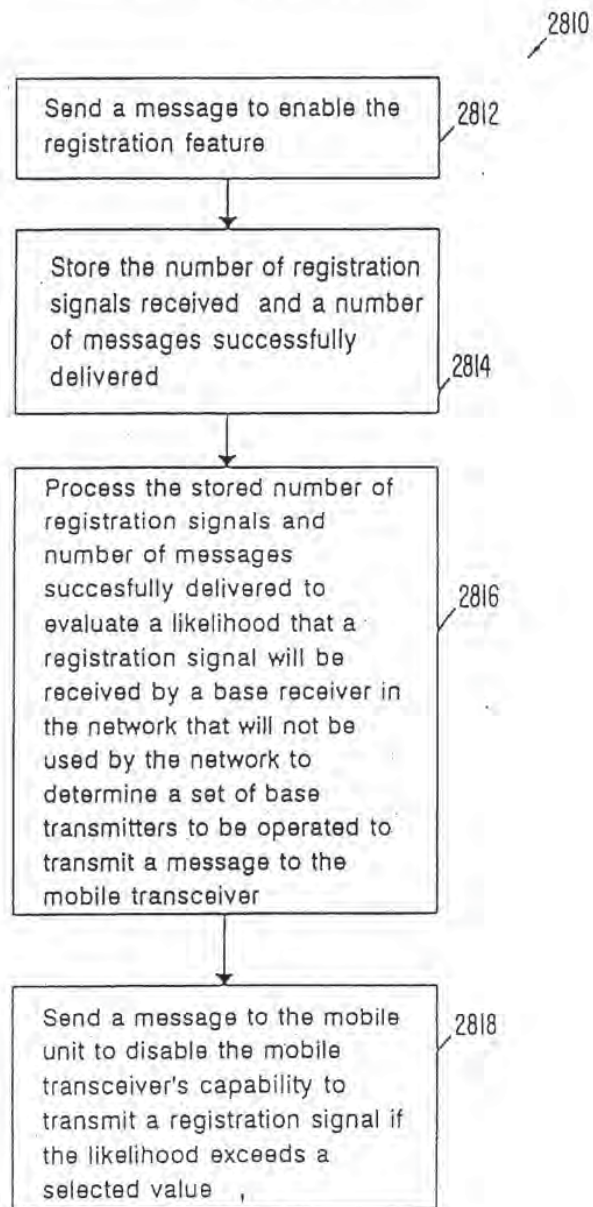 2810
Send a message to enable the
registration feature
2812
Store the number of registration
signals received and a number
of messages successfully
delivered
2814
Process the stored number of
registration signals and
number of messages
succesfully delivered to
evaluate a likelihood that a
registration signal will be
received by a base receiver in
the network that will not be
used by the network to
determine a set of base
transmitters to be operated to
transmit a message to the
mobile transceiver
2816
Send a message to the mobile
unit to disable the mobile
transceiver's capability to
transmit a registration signal if
the likelihood exceeds a
selected value ,
2818